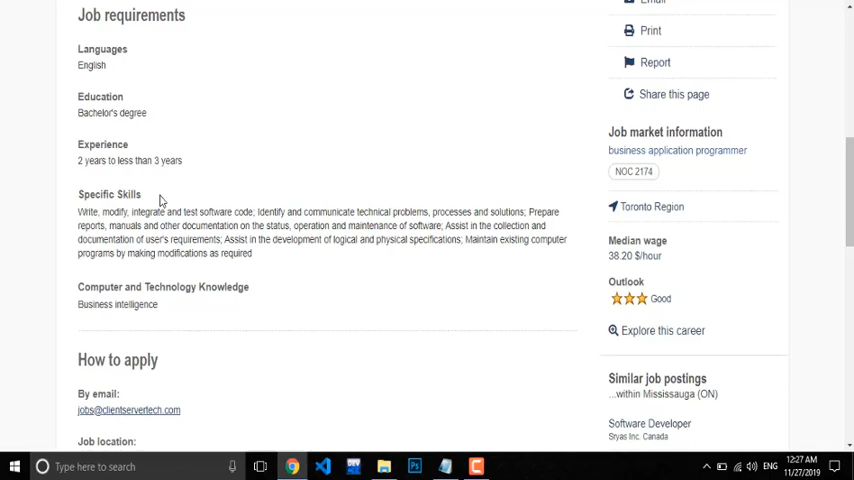 Job requirements
Languages
English
Education
Bachelor's degree
Experience
2 years to less than 3 years
Specific Skills
Write, modify, integrate and test software code; Identify and communicate technical problems, processes and solutions; Prepare
reports, manuals and other documentation on the status, operation and maintenance of software; Assist in the collection and
documentation of user's requirements; Assist in the development of logical and physical specifications; Maintain existing computer
programs by making modifications as required
Computer and Technology Knowledge
Business intelligence
How to apply
By email:
jobs@clientservertech.com
Job location:
Email
Print
Report
Share this page
Job market information
business application programmer
NOC 2174
Toronto Region
Median wage
38.20 $/hour
Outlook
Good
Explore this career
Similar job postings
...within Mississauga (ON)
Software Developer
Sryas Inc. Canada
Type here to search
DEV
Ps
ENG
12:27 AM
11/27/2019